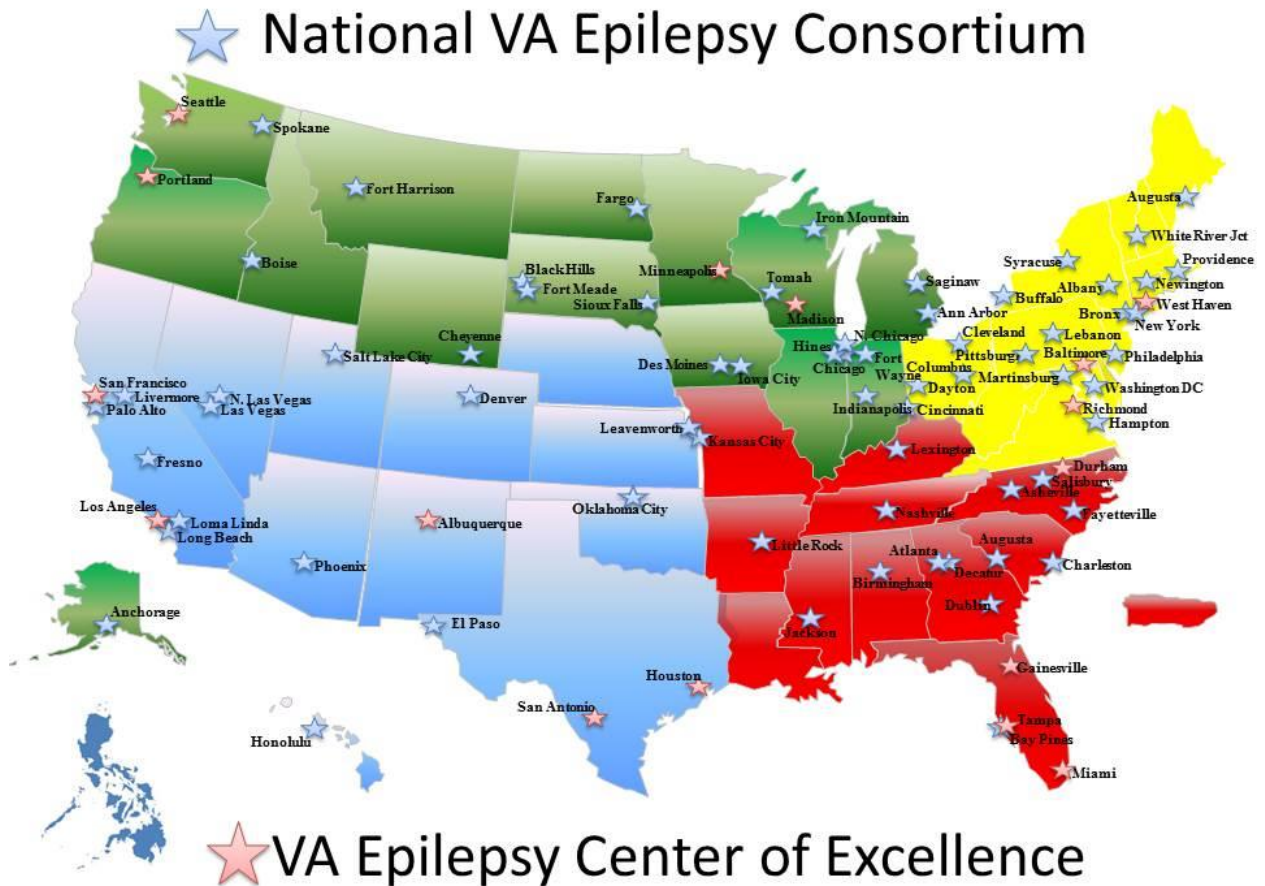 National VA Epilepsy Consortium
Seattle
Spokane
Portland
Fort Harrison
Fargo
Iron Mountain
Augusta
White River Jct
Boise
Black Hills
Fort Meade
Sioux Falls
Minneapolis
Tomah
Madison
Saginaw
Ann Arbor
Syracuse
Providence
Albany
Newington
Buffalo
West Haven
Bronx
New York
Cheyenne
Salt Lake City
Des Moines
Iowa City
Hines
N. Chicago
Chicago
Fort
Wayne
Cleveland
Lebanon
Pittsburg
Baltimore
Philadelphia
Columbus
Martinsburg
Dayton
Washington DC
San Francisco
Livermore
Palo Alto
N. Las Vegas
Las Vegas
Denver
Indianapolis
Cincinnati
Richmond
Hampton
Leavenworth
Kansas City
Lexington
Fresno
Durham
Salisbury
Asheville
Fayetteville
Los Angeles
Loma Linda
Long Beach
Albuquerque
Oklahoma City
Nashville
Phoenix
Little Rock
Atlanta
Augusta
Birmingham
Decatur
Charleston
Dublin
Anchorage
El Paso
Jackson
Gainesville
Houston
San Antonio
Honolulu
Tampa
Bay Pines
Miami
VA Epilepsy Center of Excellence